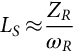 L_S ≈ Z_R / ω_R